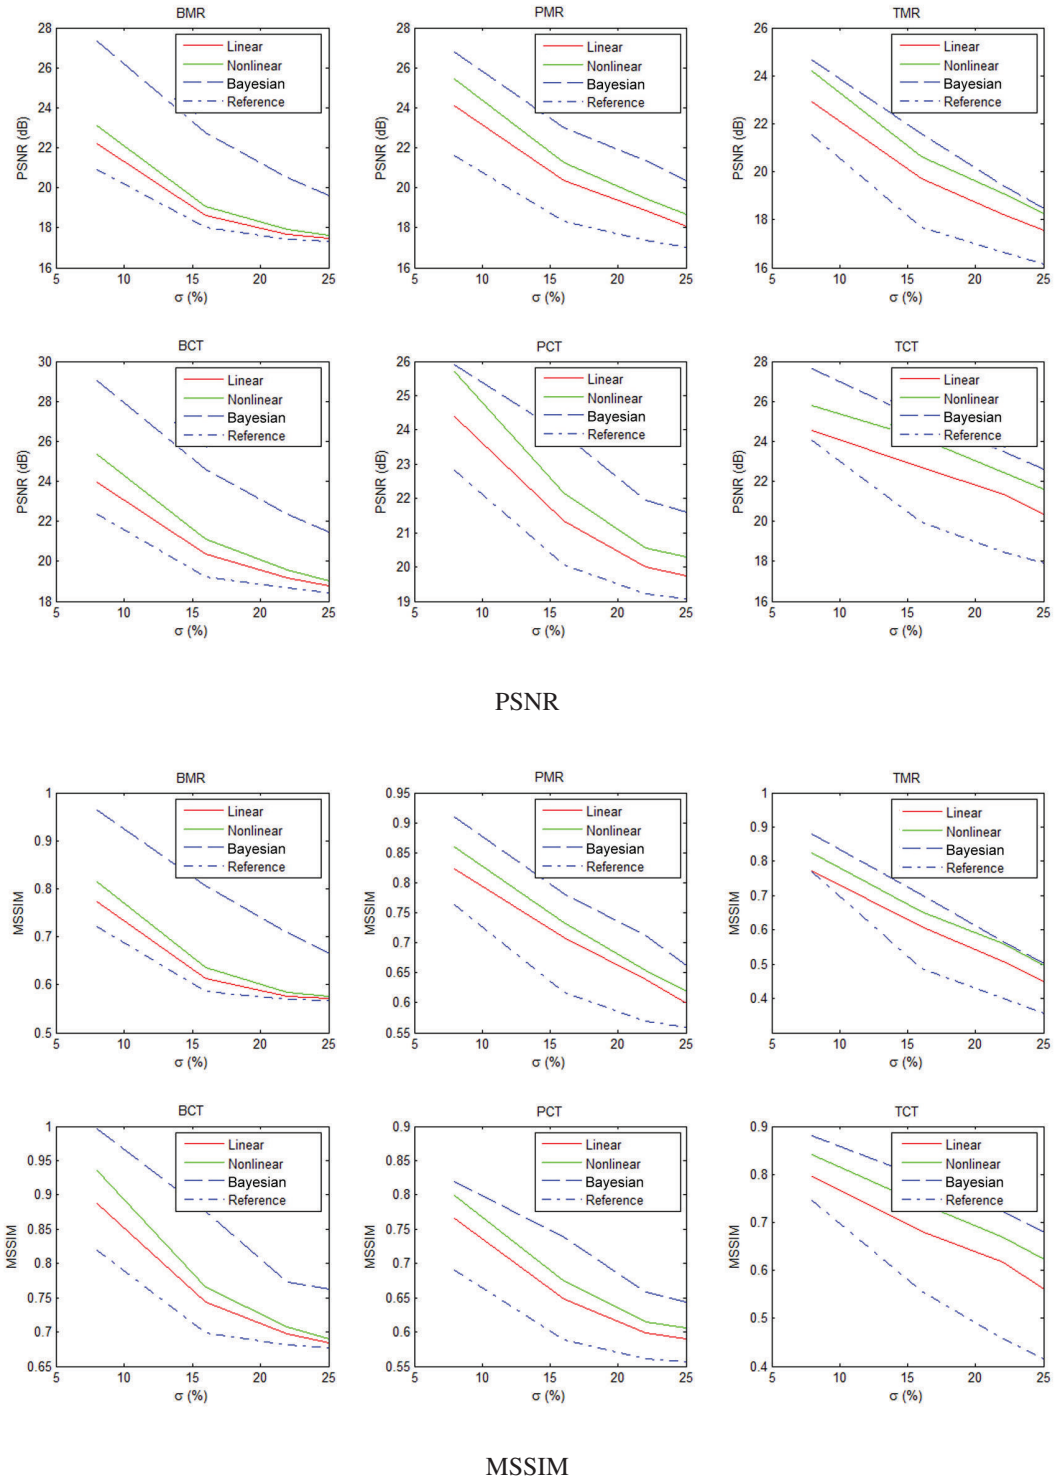 BMR
PMR
TMR
28
26
24
22
20
18
16
PSNR (dB)
5 10 15 20 25
σ (%)
Linear
Nonlinear
Bayesian
Reference
28
26
24
22
20
18
16
PSNR (dB)
5 10 15 20 25
σ (%)
Linear
Nonlinear
Bayesian
Reference
26
24
22
20
18
16
PSNR (dB)
5 10 15 20 25
σ (%)
Linear
Nonlinear
Bayesian
Reference
BCT
PCT
TCT
30
28
26
24
22
20
18
PSNR (dB)
5 10 15 20 25
σ (%)
Linear
Nonlinear
Bayesian
Reference
26
25
24
23
22
21
20
19
PSNR (dB)
5 10 15 20 25
σ (%)
Linear
Nonlinear
Bayesian
Reference
28
26
24
22
20
18
16
PSNR (dB)
5 10 15 20 25
σ (%)
Linear
Nonlinear
Bayesian
Reference
PSNR
BMR
PMR
TMR
1
0.9
0.8
0.7
0.6
0.5
MSSIM
5 10 15 20 25
σ (%)
Linear
Nonlinear
Bayesian
Reference
0.95
0.9
0.85
0.8
0.75
0.7
0.65
0.6
0.55
MSSIM
5 10 15 20 25
σ (%)
Linear
Nonlinear
Bayesian
Reference
1
0.9
0.8
0.7
0.6
0.5
0.4
MSSIM
5 10 15 20 25
σ (%)
Linear
Nonlinear
Bayesian
Reference
BCT
PCT
TCT
1
0.95
0.9
0.85
0.8
0.75
0.7
0.65
MSSIM
5 10 15 20 25
σ (%)
Linear
Nonlinear
Bayesian
Reference
0.9
0.85
0.8
0.75
0.7
0.65
0.6
0.55
MSSIM
5 10 15 20 25
σ (%)
Linear
Nonlinear
Bayesian
Reference
0.9
0.8
0.7
0.6
0.5
0.4
MSSIM
5 10 15 20 25
σ (%)
Linear
Nonlinear
Bayesian
Reference
MSSIM